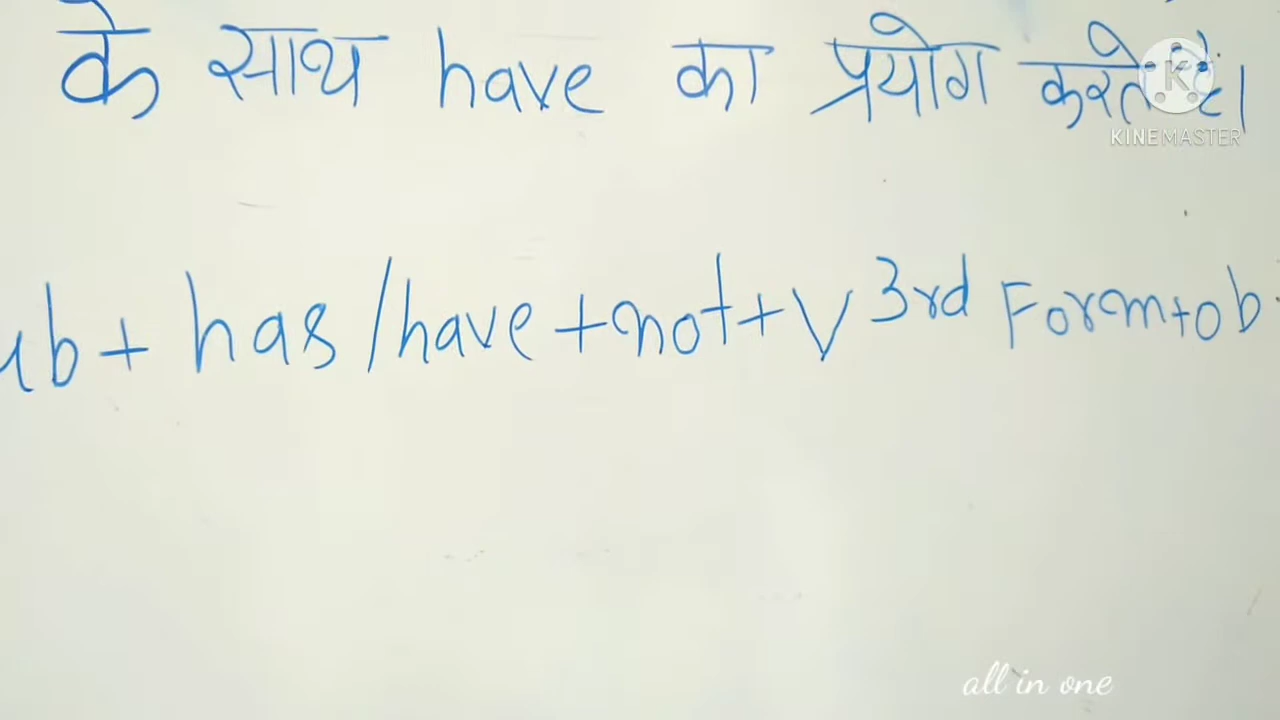 के साथ have का प्रयोग करते हैं।
KINEMASTER
ub + has /have + not + V 3rd Form + ob
all in one